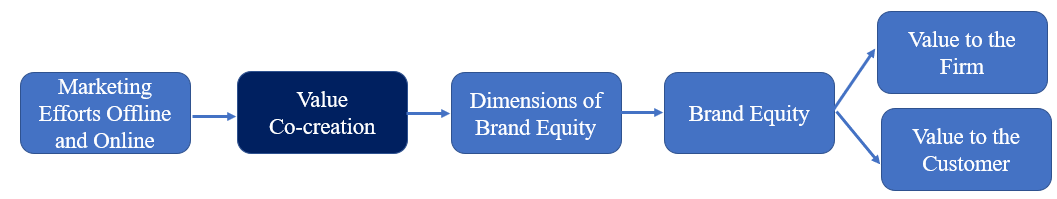 Marketing
Efforts Offline
and Online
Value
Co-creation
Dimensions of
Brand Equity
Brand Equity
Value to the
Firm
Value to the
Customer